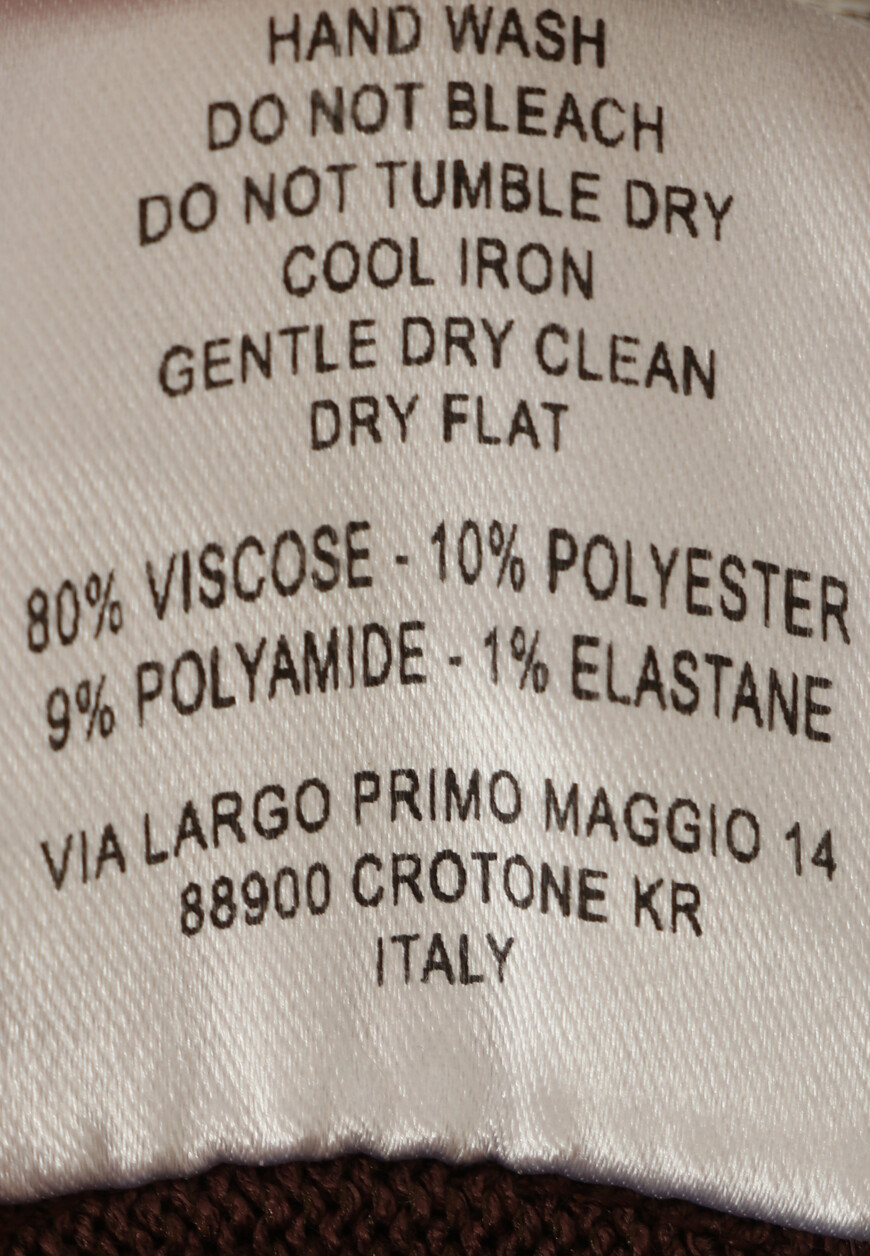 HAND WASH
DO NOT BLEACH
DO NOT TUMBLE DRY
COOL IRON
GENTLE DRY CLEAN
DRY FLAT
80% VISCOSE - 10% POLYESTER
9% POLYAMIDE - 1% ELASTANE
VIA LARGO PRIMO MAGGIO 14
88900 CROTONE KR
ITALY